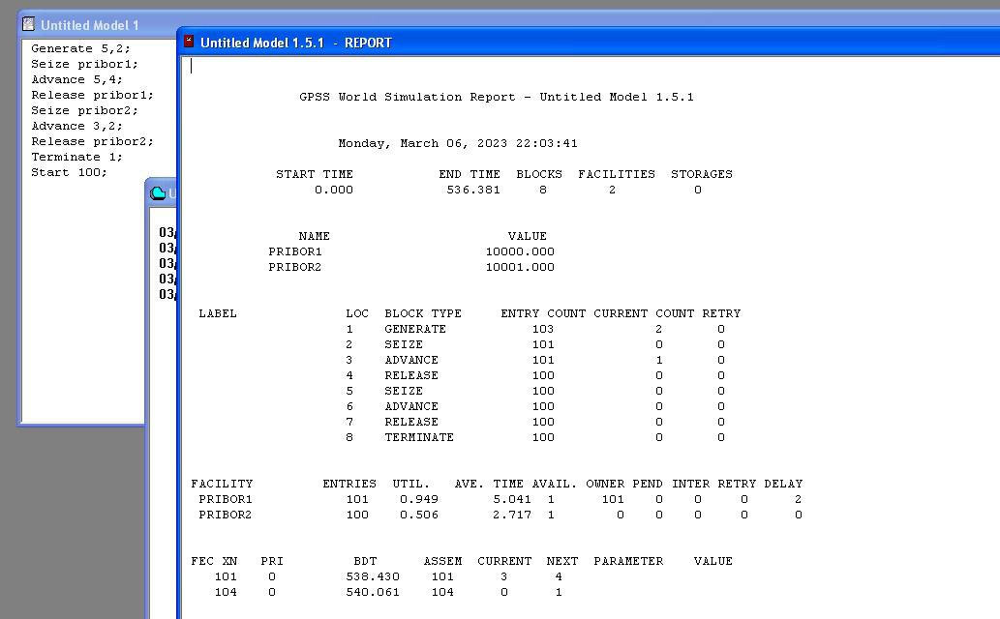 Untitled Model 1
Generate 5,2;
Seize pribor1;
Advance 5,4;
Release pribor1;
Seize pribor2;
Advance 3,2;
Release pribor2;
Terminate 1;
Start 100;
03
03
03
03
03
Untitled Model 1.5.1 - REPORT
GPSS World Simulation Report - Untitled Model 1.5.1
Monday, March 06, 2023 22:03:41
START TIME END TIME BLOCKS FACILITIES STORAGES
0.000 536.381 8 2 0
NAME VALUE
PRIBOR1 10000.000
PRIBOR2 10001.000
LABEL LOC BLOCK TYPE ENTRY COUNT CURRENT COUNT RETRY
1 GENERATE 103 2 0
2 SEIZE 101 0 0
3 ADVANCE 101 1 0
4 RELEASE 100 0 0
5 SEIZE 100 0 0
6 ADVANCE 100 0 0
7 RELEASE 100 0 0
8 TERMINATE 100 0 0
FACILITY ENTRIES UTIL. AVE. TIME AVAIL. OWNER PEND INTER RETRY DELAY
PRIBOR1 101 0.949 5.041 1 101 0 0 0 2
PRIBOR2 100 0.506 2.717 1 0 0 0 0 0
FEC XN PRI BDT ASSEM CURRENT NEXT PARAMETER VALUE
101 0 538.430 101 3 4
104 0 540.061 104 0 1